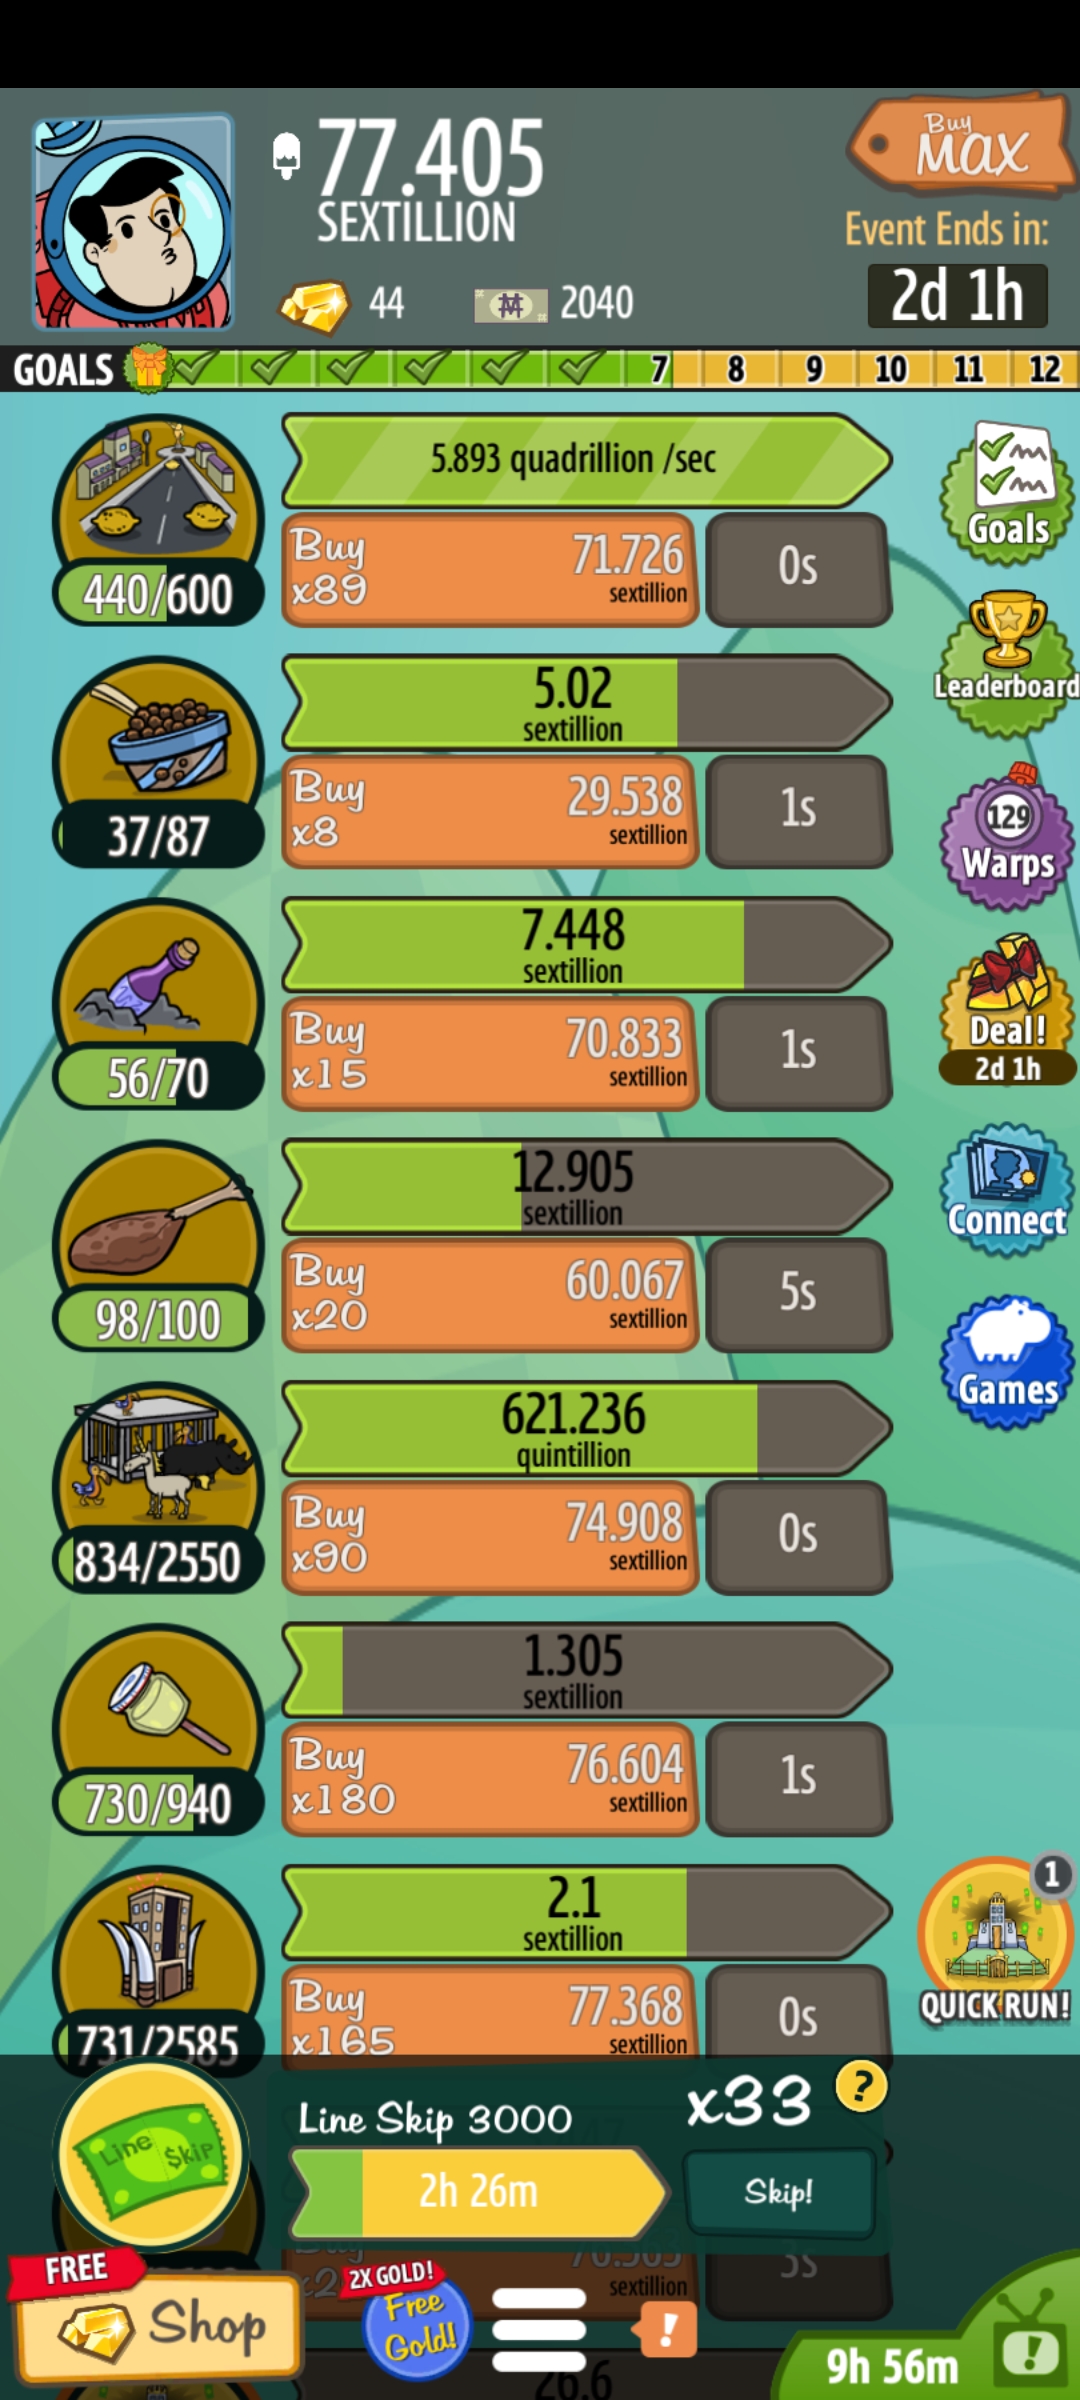 77.405
SEXTILLION
Buy
MAX
Event Ends in:
2d 1h
44
2040
GOALS
7
8
9
10
11
12
5.893 quadrillion /sec
Buy
x89
71.726
sextillion
0s
440/600
Goals
5.02
sextillion
Leaderboard
Buy
x8
29.538
sextillion
1s
37/87
129
Warps
7.448
sextillion
Buy
x15
70.833
sextillion
1s
56/70
Deal!
2d 1h
12.905
sextillion
Connect
Buy
x20
60.067
sextillion
5s
98/100
621.236
quintillion
Games
Buy
x90
74.908
sextillion
0s
834/2550
1.305
sextillion
Buy
x180
76.604
sextillion
1s
730/940
2.1
sextillion
1
QUICK RUN!
Buy
x165
77.368
sextillion
0s
731/2585
Line Skip 3000
x33
?
Line $kip
2h 26m
Skip!
sextillion
3s
FREE
Shop
2X GOLD!
Free
Gold!
!
!
9h 56m
26.6